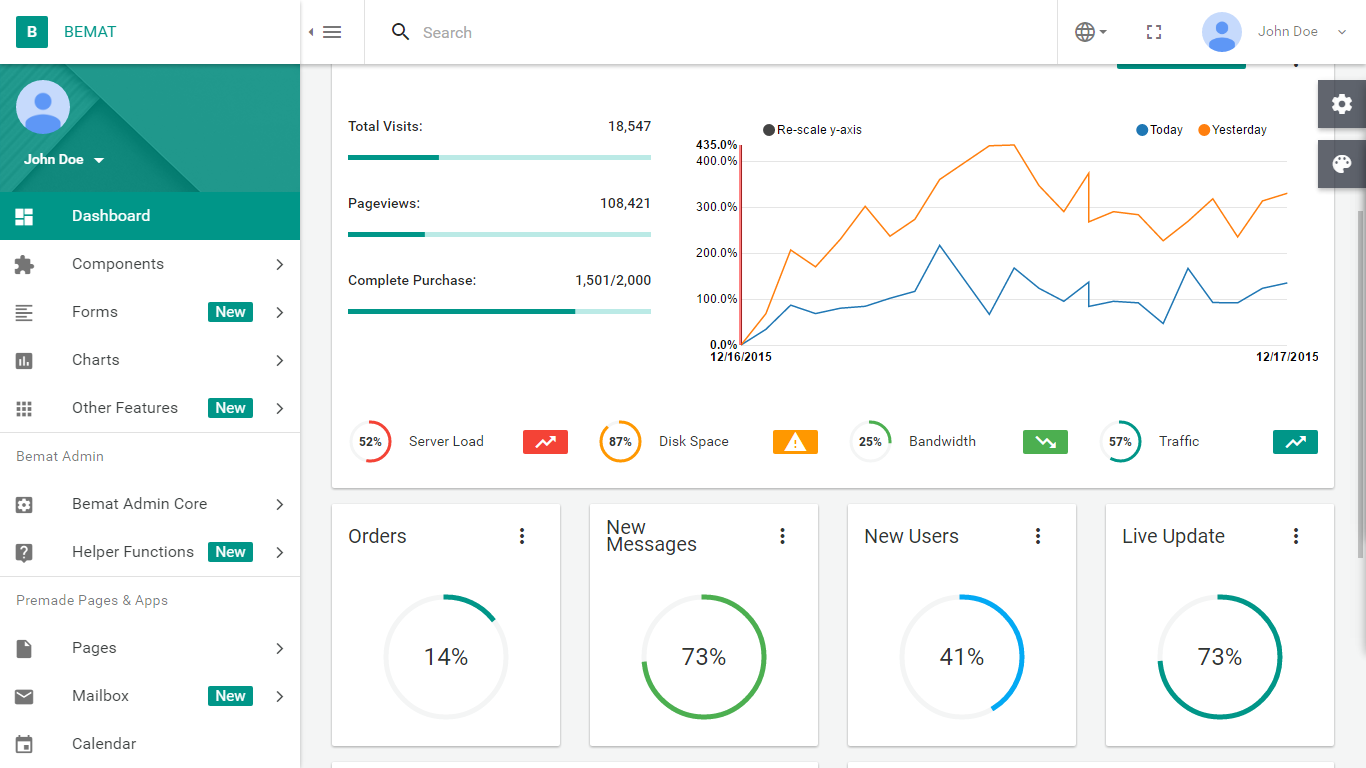 B
BEMAT
Search
John Doe
John Doe
Dashboard
Components
Forms
New
Charts
Other Features
New
Bemat Admin
Bemat Admin Core
Helper Functions
New
Premade Pages & Apps
Pages
Mailbox
New
Calendar
Total Visits:
18,547
Pageviews:
108,421
Complete Purchase:
1,501/2,000
Re-scale y-axis
Today
Yesterday
435.0%
400.0%
300.0%
200.0%
100.0%
0.0%
12/16/2015
12/17/2015
52%
Server Load
87%
Disk Space
25%
Bandwidth
57%
Traffic
Orders
14%
New
Messages
73%
New Users
41%
Live Update
73%